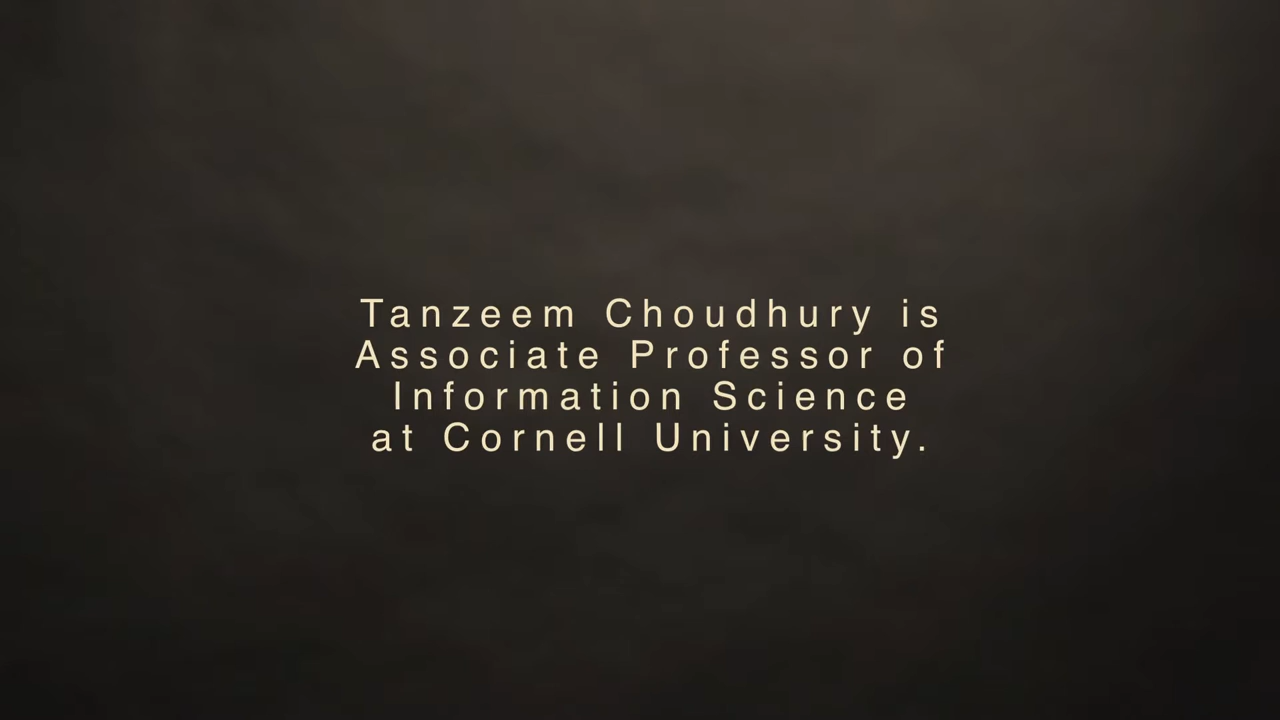 Tanzeem Choudhury is
Associate Professor of
Information Science
at Cornell University.